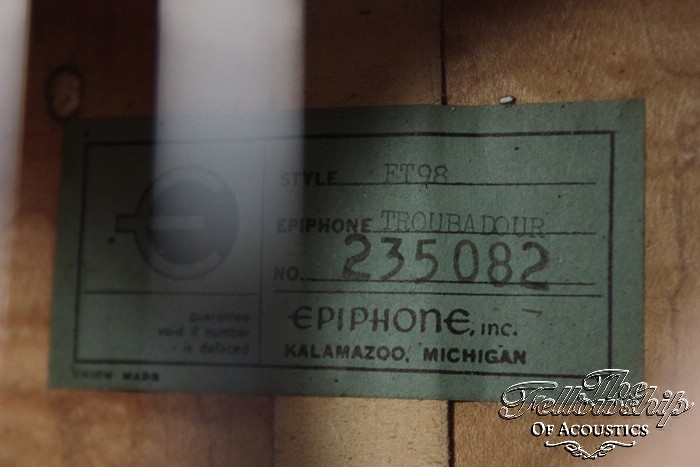 STYLE FT98
EPIPHONE TROUBADOUR
NO. 235082
guarantee
void if number
is defaced
EPIPHONE, INC.
KALAMAZOO, MICHIGAN
UNION MADE
The
Fellowship
OF ACOUSTICS